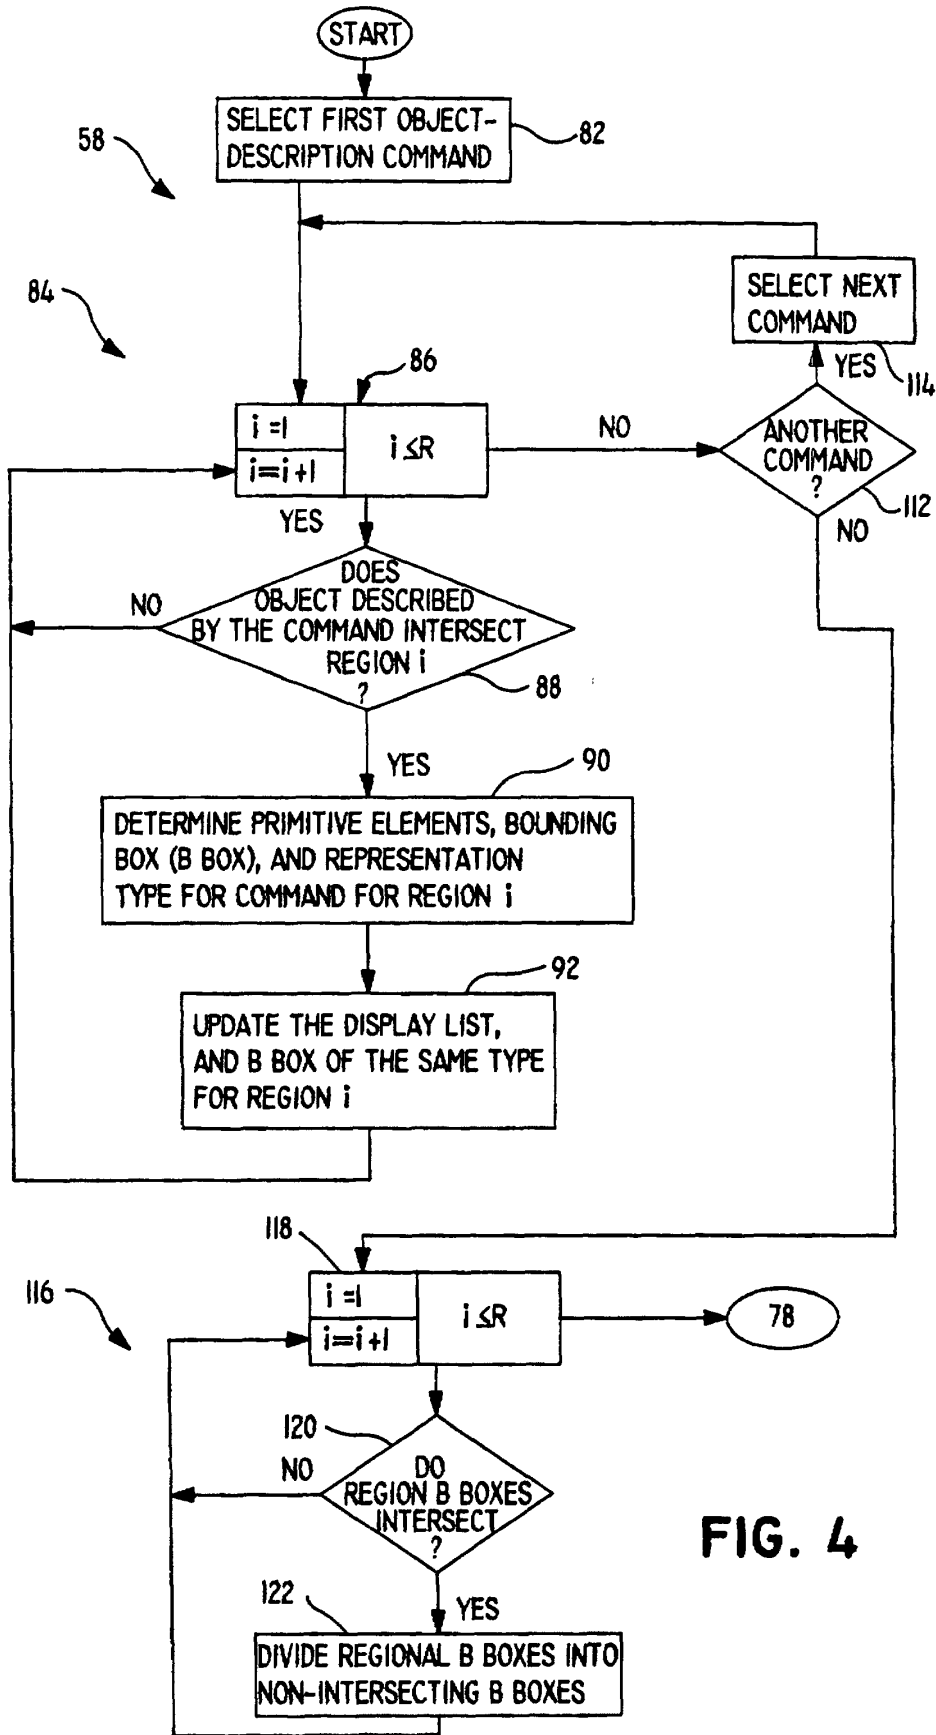 START
SELECT FIRST OBJECT-
DESCRIPTION COMMAND
82
58
84
SELECT NEXT
COMMAND
114
YES
86
i = 1
i = i + 1
i ≤ R
NO
ANOTHER
COMMAND
?
112
NO
YES
DOES
OBJECT DESCRIBED
BY THE COMMAND INTERSECT
REGION i
?
NO
88
YES
90
DETERMINE PRIMITIVE ELEMENTS, BOUNDING
BOX (B BOX), AND REPRESENTATION
TYPE FOR COMMAND FOR REGION i
92
UPDATE THE DISPLAY LIST,
AND B BOX OF THE SAME TYPE
FOR REGION i
118
116
i = 1
i = i + 1
i ≤ R
78
120
NO
DO
REGION B BOXES
INTERSECT
?
FIG. 4
122
YES
DIVIDE REGIONAL B BOXES INTO
NON-INTERSECTING B BOXES